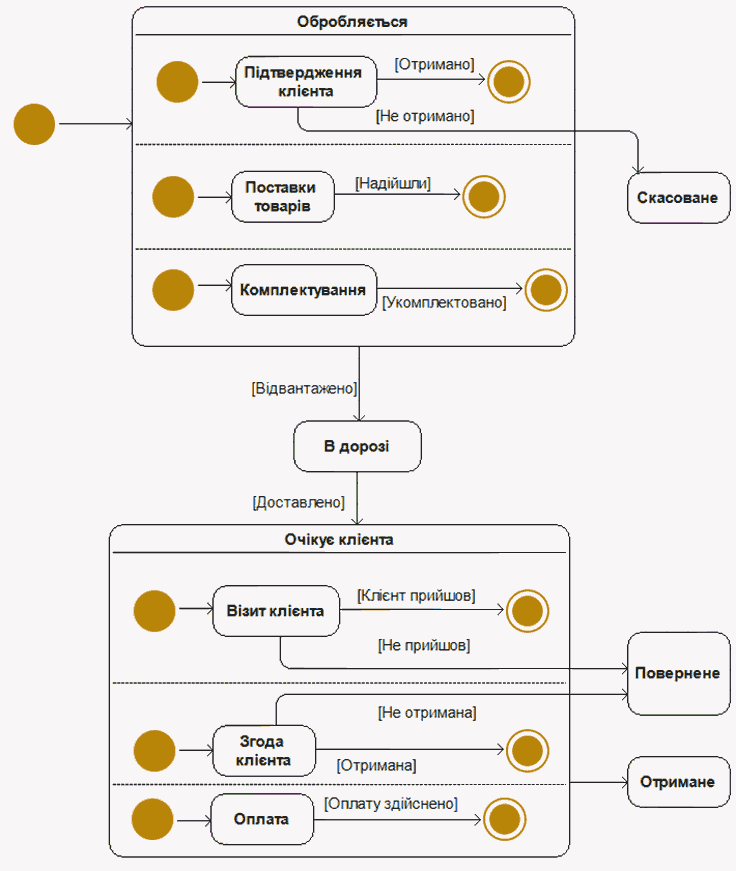 Обробляється
Підтвердження
клієнта
[Отримано]
[Не отримано]
Скасоване
Поставки
товарів
[Надійшли]
Комплектування
[Укомплектовано]
[Відвантажено]
В дорозі
[Доставлено]
Очікує клієнта
Візит клієнта
[Клієнт прийшов]
[Не прийшов]
Повернене
[Не отримана]
Згода
клієнта
[Отримана]
Отримане
Оплата
[Оплату здійснено]